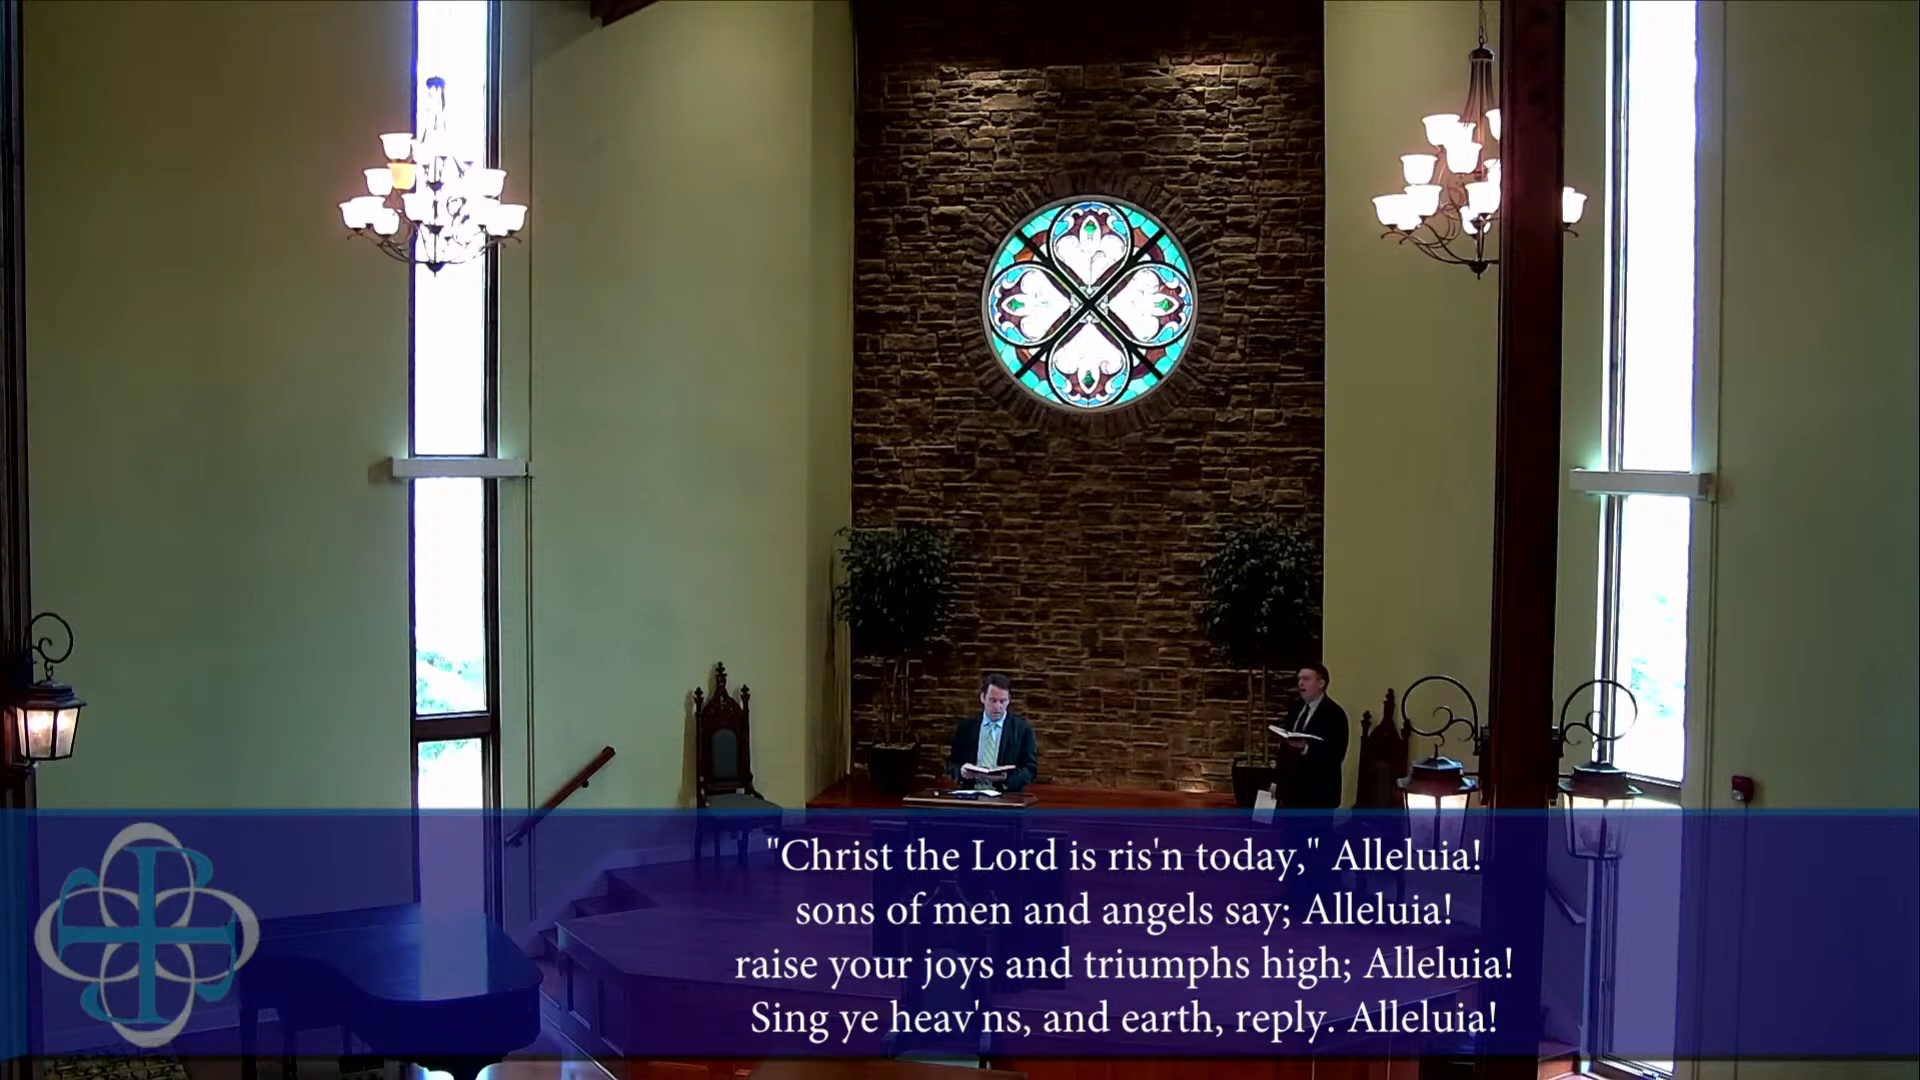 "Christ the Lord is ris'n today," Alleluia!
sons of men and angels say; Alleluia!
raise your joys and triumphs high; Alleluia!
Sing ye heav'ns, and earth, reply. Alleluia!